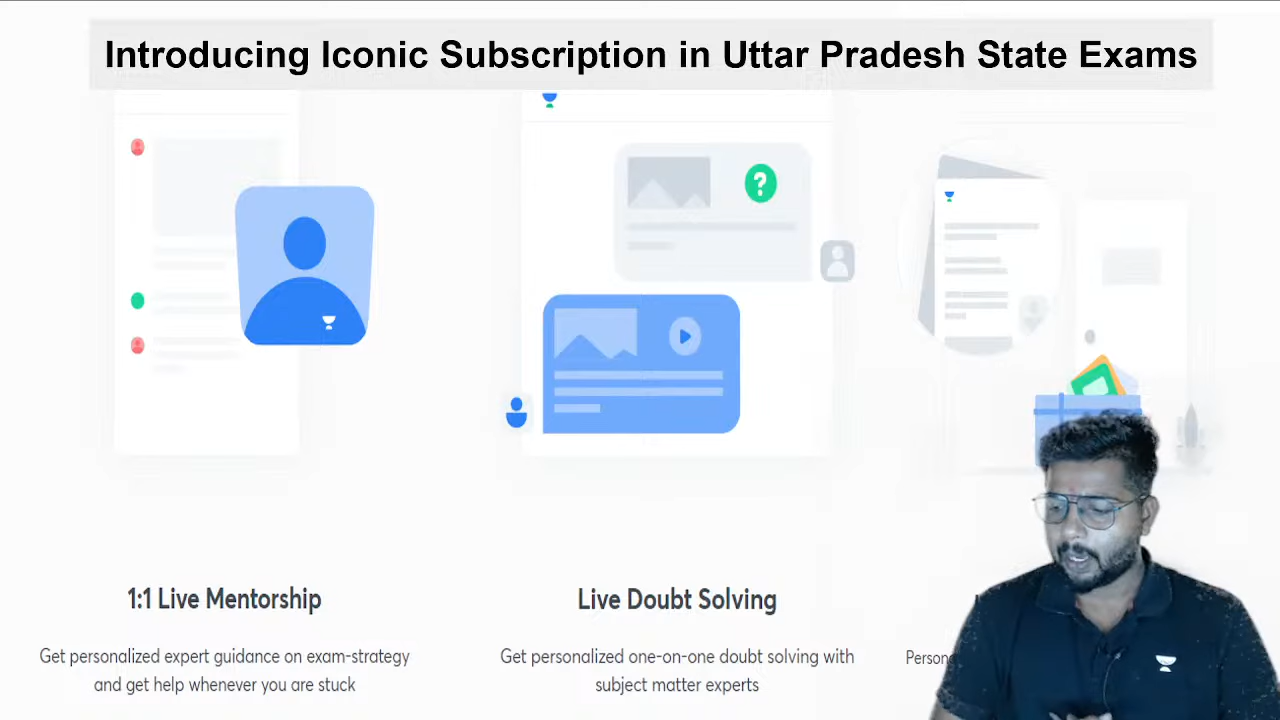 Introducing Iconic Subscription in Uttar Pradesh State Exams
1:1 Live Mentorship
Get personalized expert guidance on exam-strategy
and get help whenever you are stuck
Live Doubt Solving
Get personalized one-on-one doubt solving with
subject matter experts